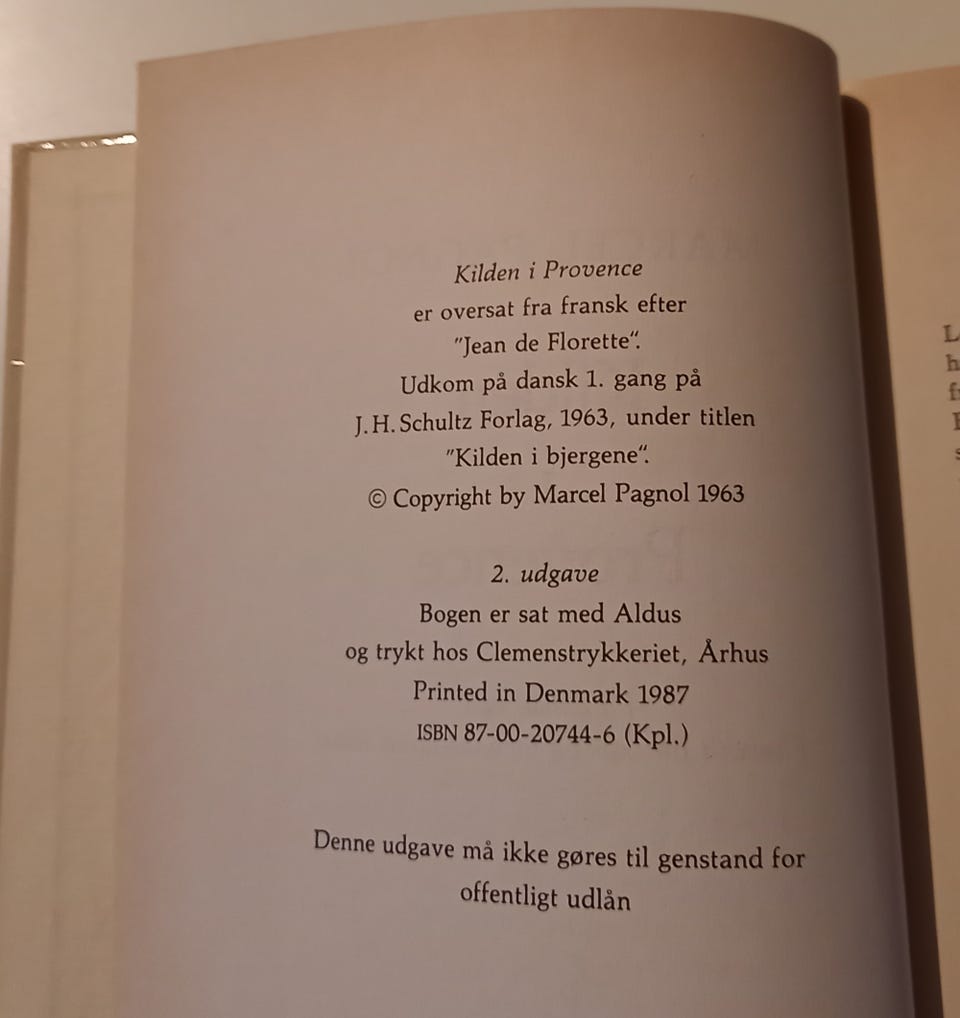 Kilden i Provence
er oversat fra fransk efter
"Jean de Florette“.
Udkom på dansk 1. gang på
J.H. Schultz Forlag, 1963, under titlen
"Kilden i bjergene“.
© Copyright by Marcel Pagnol 1963
2. udgave
Bogen er sat med Aldus
og trykt hos Clemenstrykkeriet, Århus
Printed in Denmark 1987
ISBN 87-00-20744-6 (Kpl.)
Denne udgave må ikke gøres til genstand for
offentligt udlån